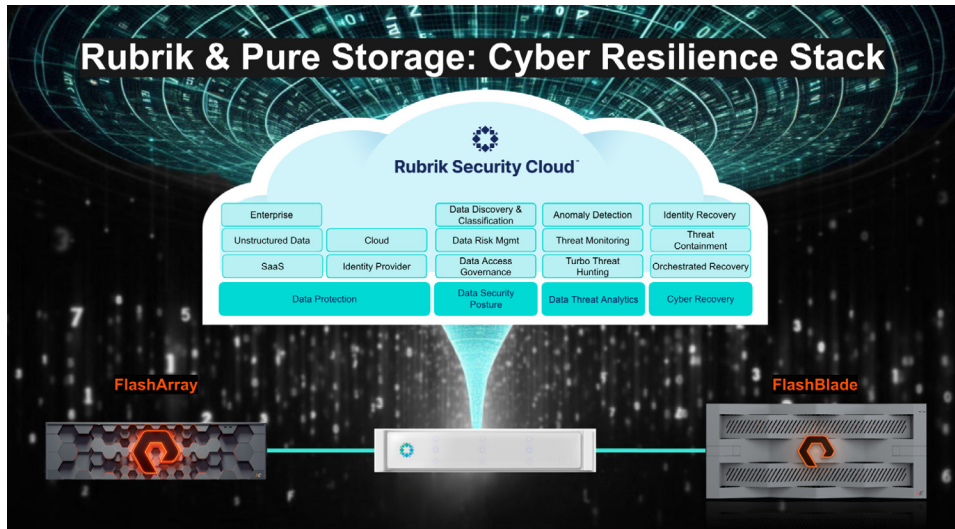 Rubrik & Pure Storage: Cyber Resilience Stack
Rubrik Security Cloud™
Enterprise
Data Discovery &
Classification
Anomaly Detection
Identity Recovery
Unstructured Data
Cloud
Data Risk Mgmt
Threat Monitoring
Threat
Containment
SaaS
Identity Provider
Data Access
Governance
Turbo Threat
Hunting
Orchestrated Recovery
Data Protection
Data Security
Posture
Data Threat Analytics
Cyber Recovery
FlashArray
FlashBlade